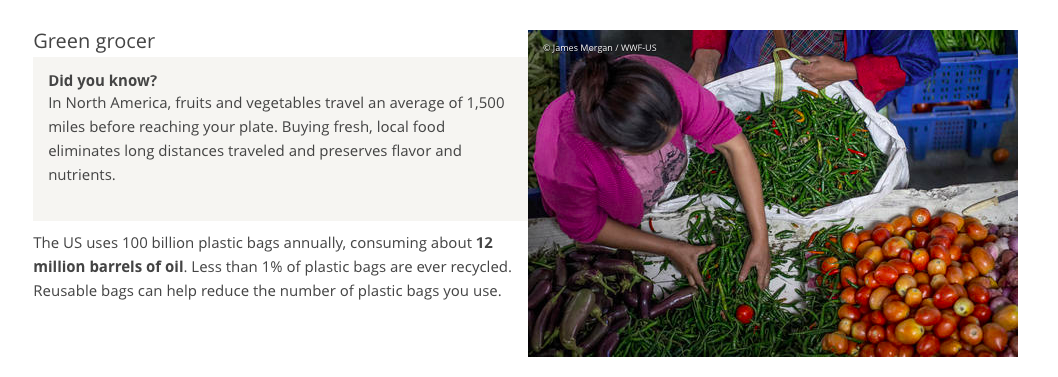 Green grocer
Did you know?
In North America, fruits and vegetables travel an average of 1,500
miles before reaching your plate. Buying fresh, local food
eliminates long distances traveled and preserves flavor and
nutrients.
The US uses 100 billion plastic bags annually, consuming about 12
million barrels of oil. Less than 1% of plastic bags are ever recycled.
Reusable bags can help reduce the number of plastic bags you use.
© James Morgan / WWF-US